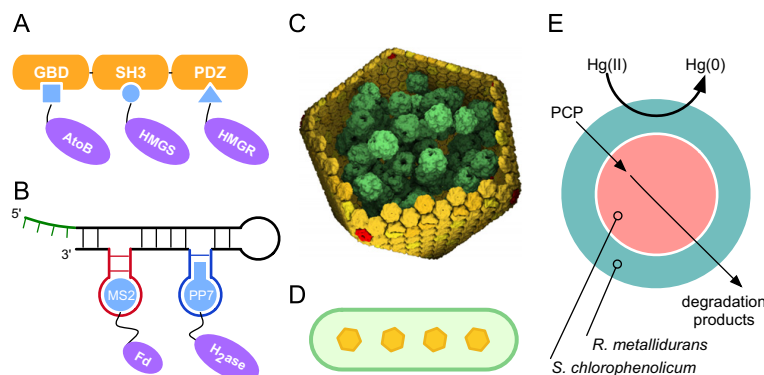 A
GBD SH3 PDZ
AtoB HMGS HMGR
B
5'
3'
MS2 PP7
Fd H2ase
C
D
E
Hg(II) Hg(0)
PCP
degradation
products
R. metallidurans
S. chlorophenolicum